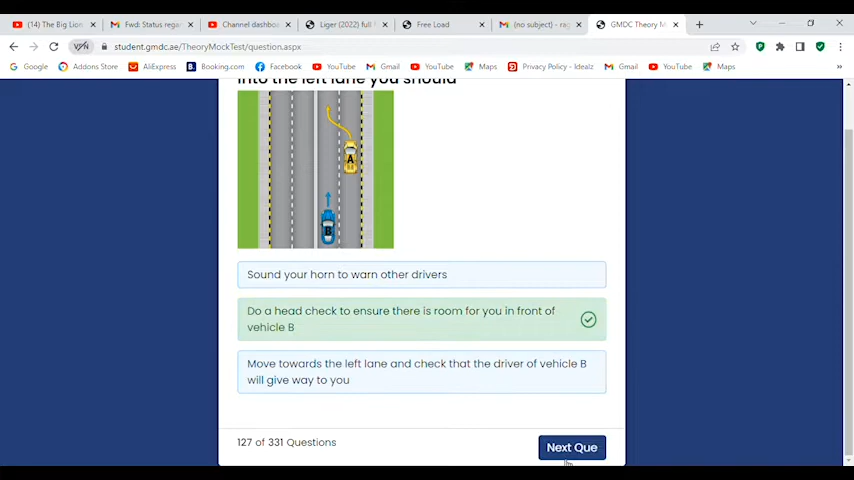 (14) The Big Lion
Fwd: Status regar
Channel dashboa
Liger (2022) full
Free Load
(no subject) - rag
GMDC Theory M
VPN student.gmdc.ae/TheoryMockTest/question.aspx
Google Addons Store AliExpress Booking.com Facebook YouTube Gmail YouTube Maps Privacy Policy - Idealz Gmail YouTube Maps
into the left lane you should
A
B
Sound your horn to warn other drivers
Do a head check to ensure there is room for you in front of
vehicle B
Move towards the left lane and check that the driver of vehicle B
will give way to you
127 of 331 Questions
Next Que